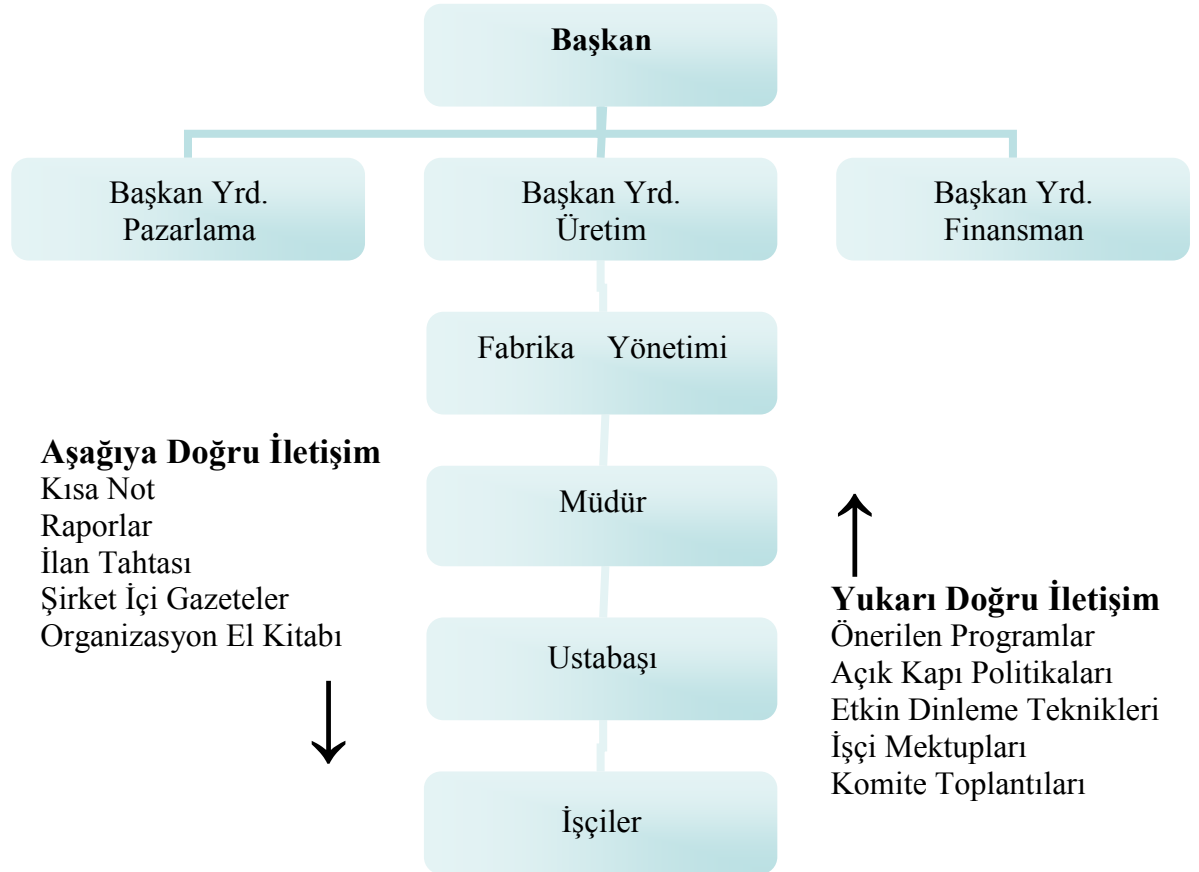 Başkan
Başkan Yrd.
Pazarlama
Başkan Yrd.
Üretim
Başkan Yrd.
Finansman
Fabrika Yönetimi
Aşağıya Doğru İletişim
Kısa Not
Raporlar
İlan Tahtası
Şirket İçi Gazeteler
Organizasyon El Kitabı
Müdür
Ustabaşı
İşçiler
Yukarı Doğru İletişim
Önerilen Programlar
Açık Kapı Politikaları
Etkin Dinleme Teknikleri
İşçi Mektupları
Komite Toplantıları